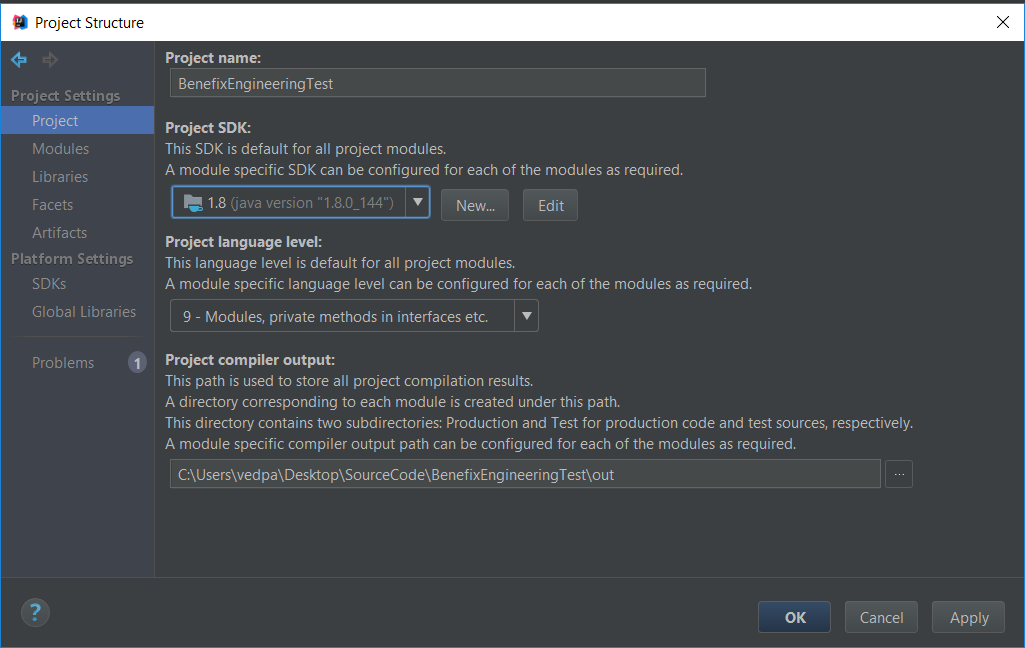 Project Structure
Project Settings
Project
Modules
Libraries
Facets
Artifacts
Platform Settings
SDKs
Global Libraries
Problems 1
Project name:
BenefixEngineeringTest
Project SDK:
This SDK is default for all project modules.
A module specific SDK can be configured for each of the modules as required.
1.8 (java version "1.8.0_144") New... Edit
Project language level:
This language level is default for all project modules.
A module specific language level can be configured for each of the modules as required.
9 - Modules, private methods in interfaces etc.
Project compiler output:
This path is used to store all project compilation results.
A directory corresponding to each module is created under this path.
This directory contains two subdirectories: Production and Test for production code and test sources, respectively.
A module specific compiler output path can be configured for each of the modules as required.
C:\Users\vedpa\Desktop\SourceCode\BenefixEngineeringTest\out ...
? OK Cancel Apply